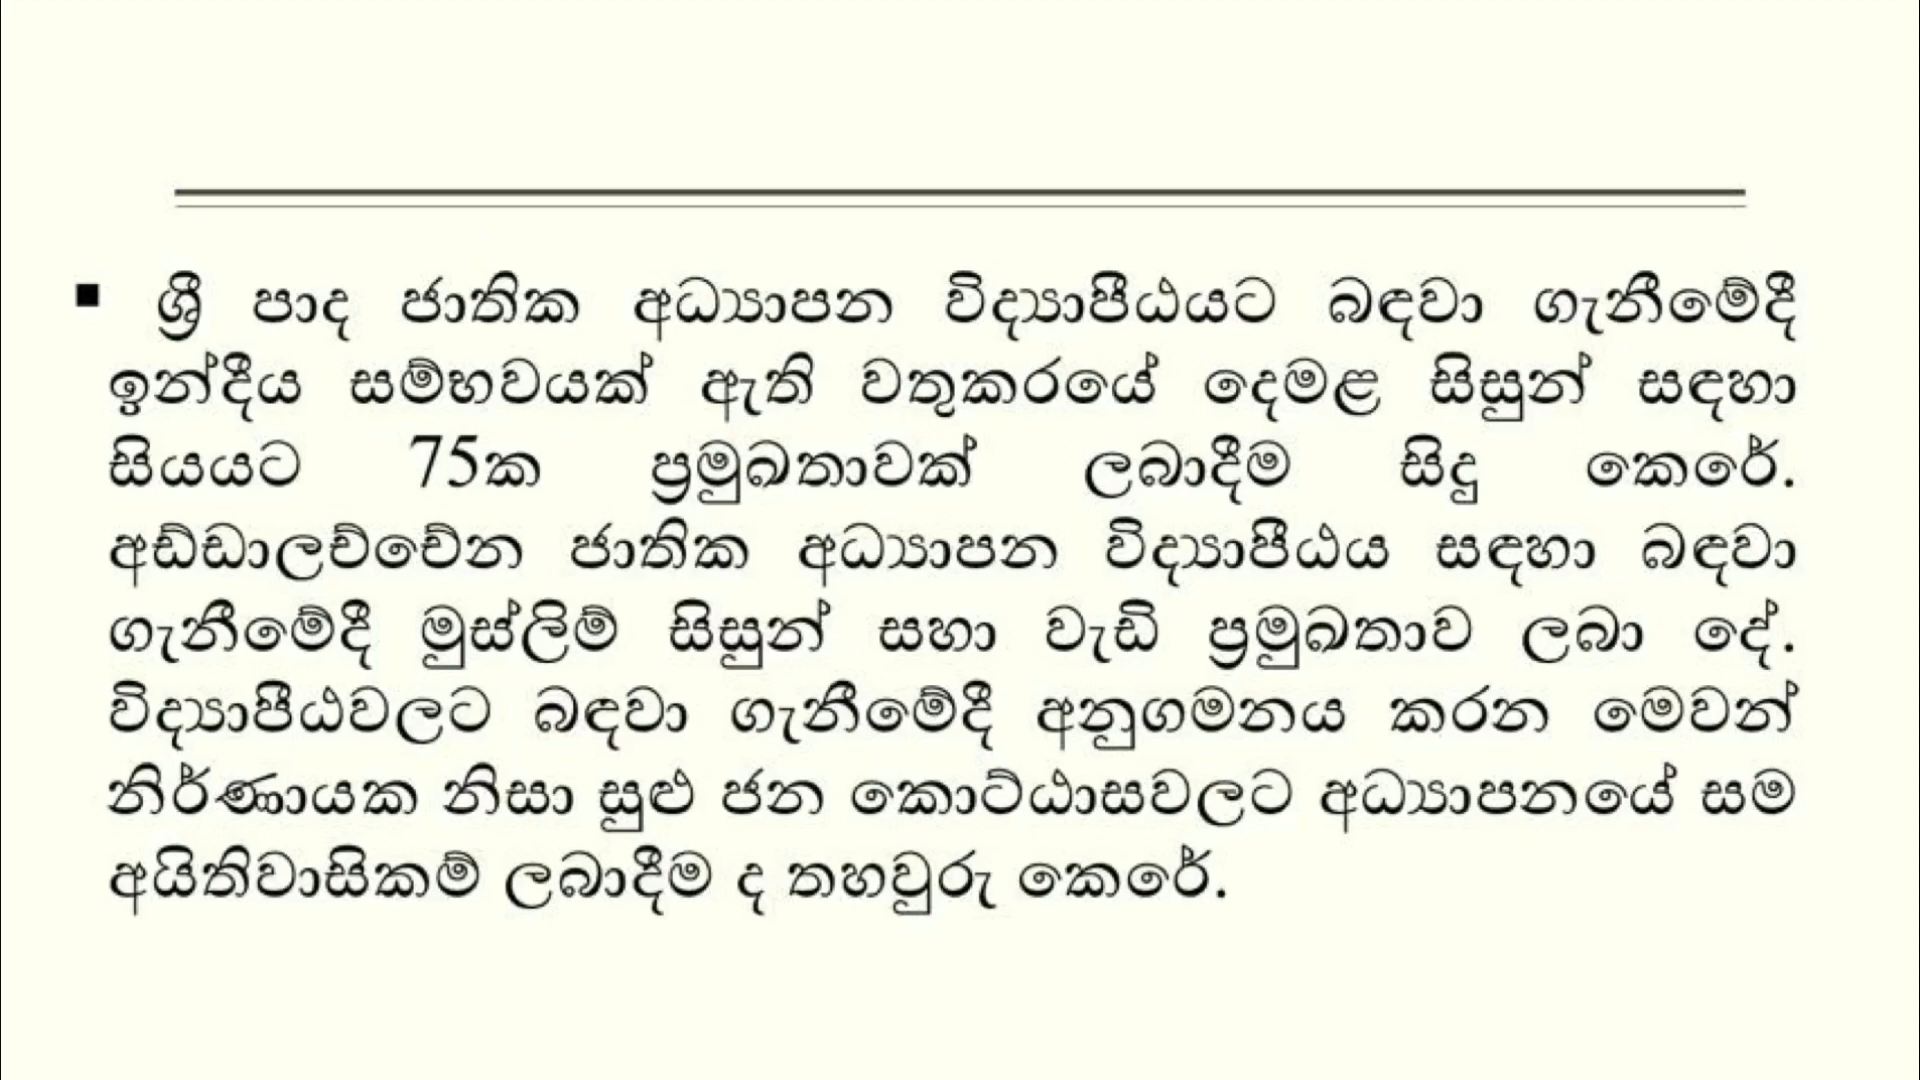 ▪ ශ්‍රී පාද ජාතික අධ්‍යාපන විද්‍යාපීඨයට බඳවා ගැනීමේදී
ඉන්දීය සම්භවයක් ඇති වතුකරයේ දෙමළ සිසුන් සඳහා
සියයට 75ක ප්‍රමුඛතාවක් ලබාදීම සිදු කෙරේ.
අඩ්ඩාලච්චේන ජාතික අධ්‍යාපන විද්‍යාපීඨය සඳහා බඳවා
ගැනීමේදී මුස්ලිම් සිසුන් සහා වැඩි ප්‍රමුඛතාව ලබා දේ.
විද්‍යාපීඨවලට බඳවා ගැනීමේදී අනුගමනය කරන මෙවන්
නිර්ණායක නිසා සුළු ජන කොට්ඨාසවලට අධ්‍යාපනයේ සම
අයිතිවාසිකම් ලබාදීම ද තහවුරු කෙරේ.